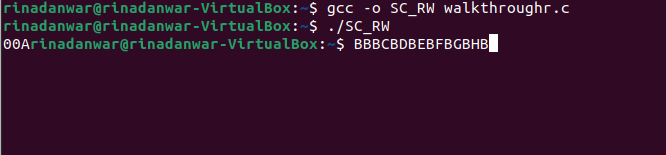 rinadanwar@rinadanwar-VirtualBox:~$ gcc -o SC_RW walkthroughr.c
rinadanwar@rinadanwar-VirtualBox:~$ ./SC_RW
00Arinadanwar@rinadanwar-VirtualBox:~$ BBBCBDBEBFBGBHB